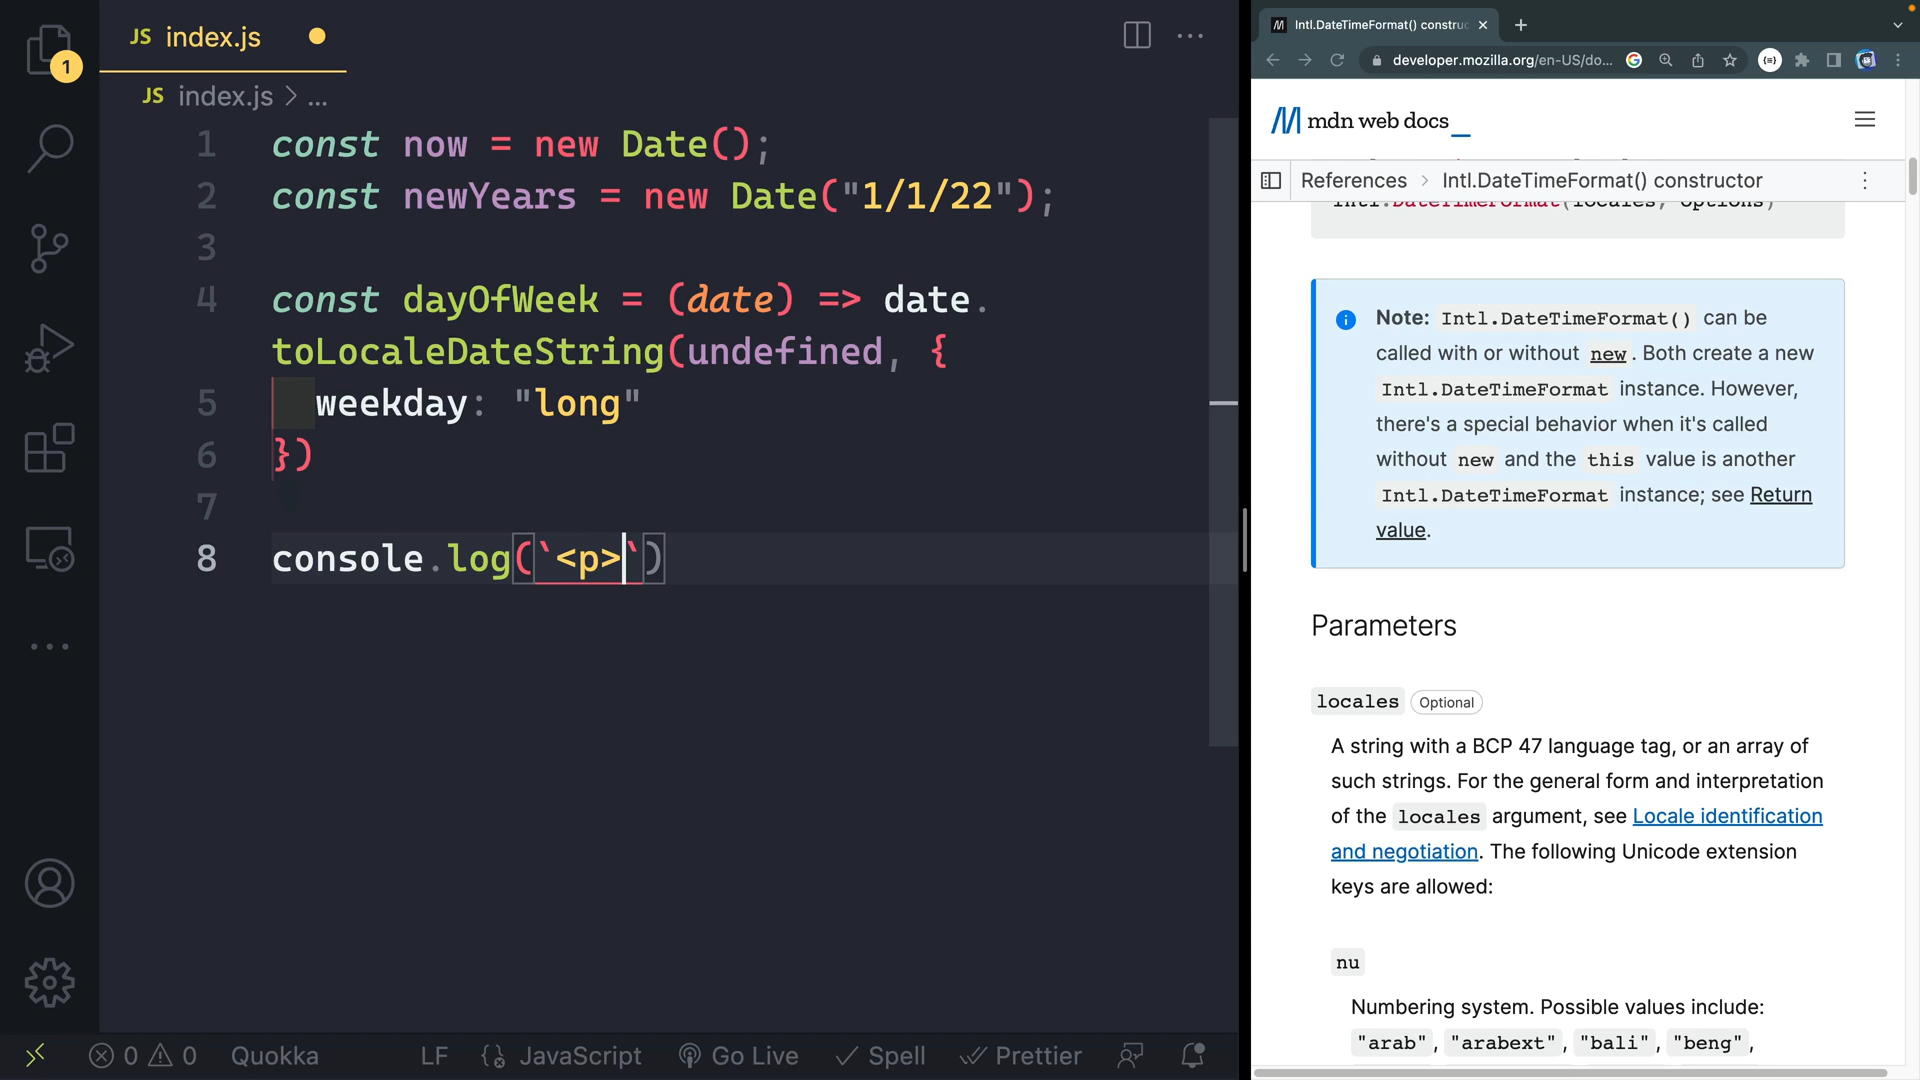 JS index.js
1
JS index.js > ...
1 const now = new Date();
2 const newYears = new Date("1/1/22");
3
4 const dayOfWeek = (date) => date.
toLocaleDateString(undefined, {
5 weekday: "long"
6 })
7
8 console.log(`<p>`)
0 0 Quokka LF JavaScript Go Live Spell Prettier
Intl.DateTimeFormat() construc
developer.mozilla.org/en-US/do...
mdn web docs_
References > Intl.DateTimeFormat() constructor
Intl.DateTimeFormat(locales, options)
Note: Intl.DateTimeFormat() can be
called with or without new. Both create a new
Intl.DateTimeFormat instance. However,
there's a special behavior when it's called
without new and the this value is another
Intl.DateTimeFormat instance; see Return
value.
Parameters
locales Optional
A string with a BCP 47 language tag, or an array of
such strings. For the general form and interpretation
of the locales argument, see Locale identification
and negotiation. The following Unicode extension
keys are allowed:
nu
Numbering system. Possible values include:
"arab", "arabext", "bali", "beng",